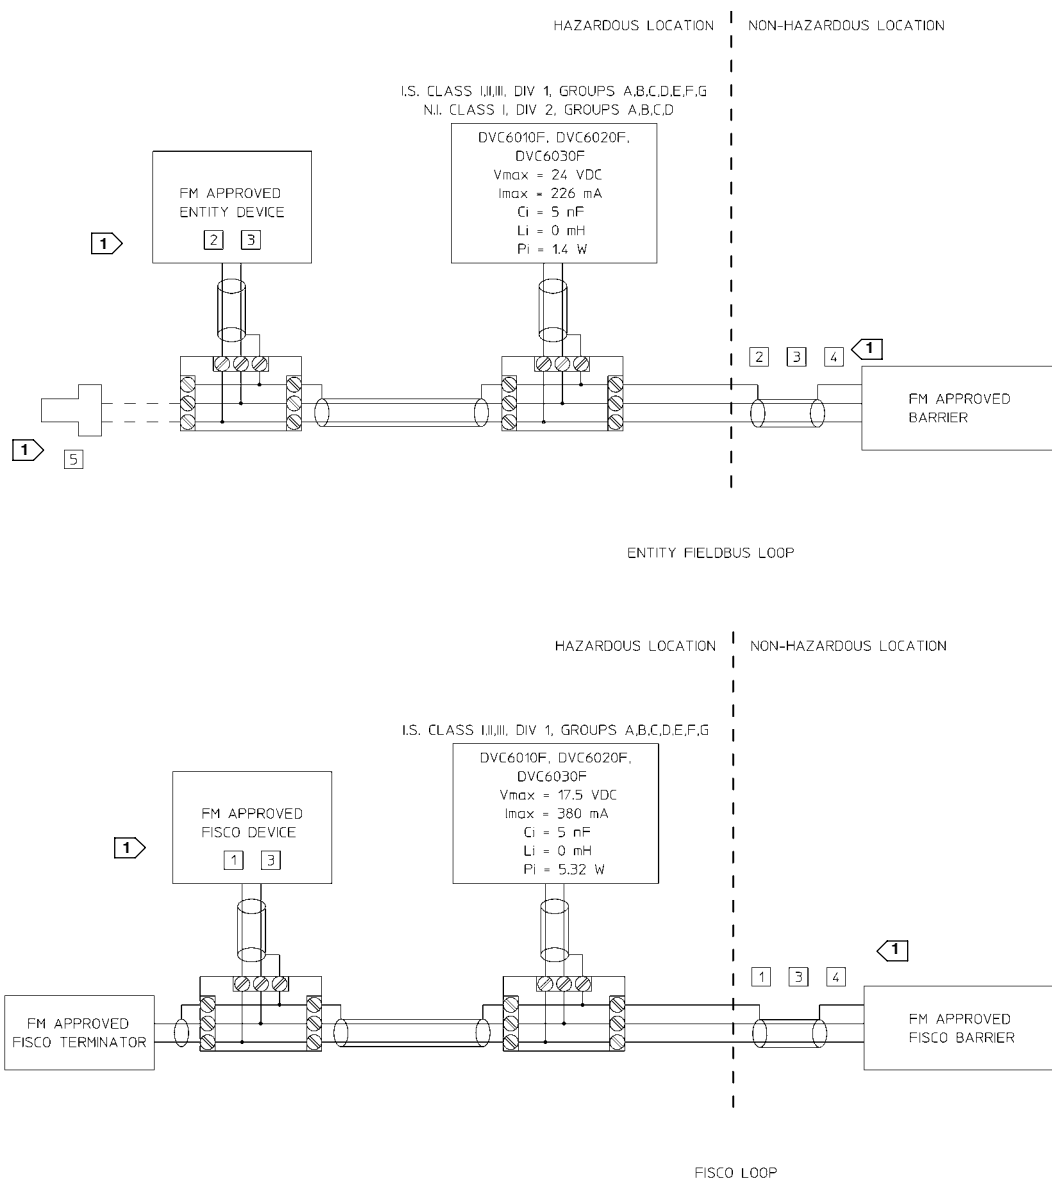 HAZARDOUS LOCATION
NON-HAZARDOUS LOCATION
I.S. CLASS I,II,III, DIV 1, GROUPS A,B,C,D,E,F,G
N.I. CLASS I, DIV 2, GROUPS A,B,C,D
DVC6010F, DVC6020F,
DVC6030F
Vmax = 24 VDC
Imax = 226 mA
Ci = 5 nF
Li = 0 mH
Pi = 1.4 W
FM APPROVED
ENTITY DEVICE
2 3
1
2 3 4
1
FM APPROVED
BARRIER
1
5
ENTITY FIELDBUS LOOP
HAZARDOUS LOCATION
NON-HAZARDOUS LOCATION
I.S. CLASS I,II,III, DIV 1, GROUPS A,B,C,D,E,F,G
DVC6010F, DVC6020F,
DVC6030F
Vmax = 17.5 VDC
Imax = 380 mA
Ci = 5 nF
Li = 0 mH
Pi = 5.32 W
FM APPROVED
FISCO DEVICE
1 3
1
1
1 3 4
FM APPROVED
FISCO TERMINATOR
FM APPROVED
FISCO BARRIER
FISCO LOOP